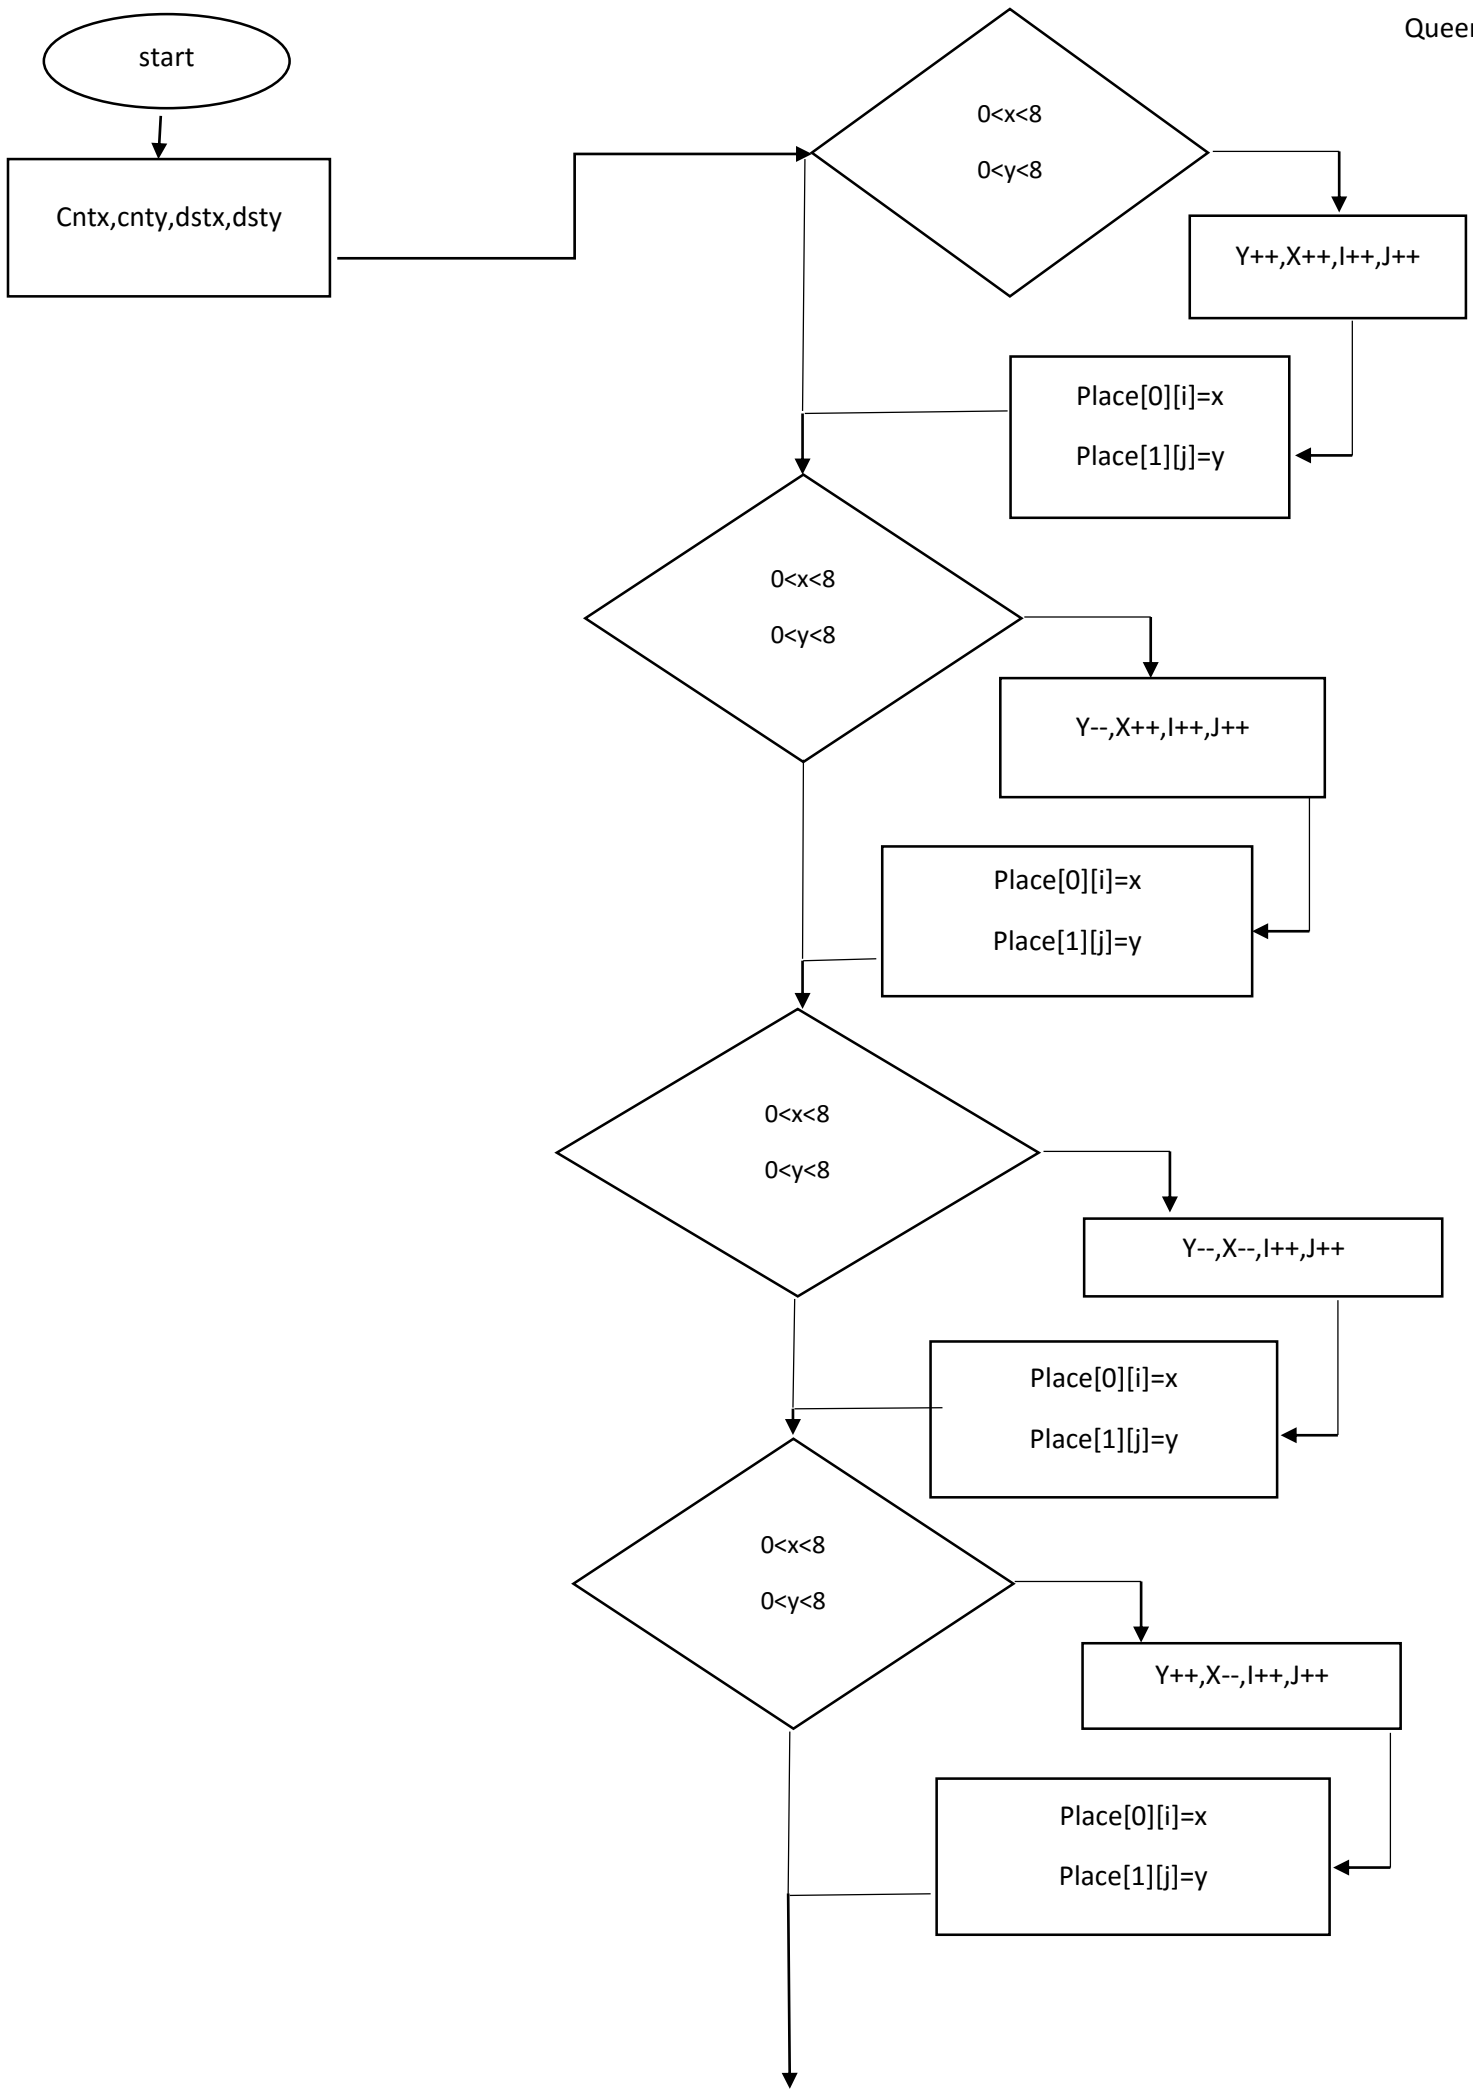 Queen
start
Cntx,cnty,dstx,dsty
0<x<8
0<y<8
Y++,X++,I++,J++
Place[0][i]=x
Place[1][j]=y
0<x<8
0<y<8
Y--,X++,I++,J++
Place[0][i]=x
Place[1][j]=y
0<x<8
0<y<8
Y--,X--,I++,J++
Place[0][i]=x
Place[1][j]=y
0<x<8
0<y<8
Y++,X--,I++,J++
Place[0][i]=x
Place[1][j]=y